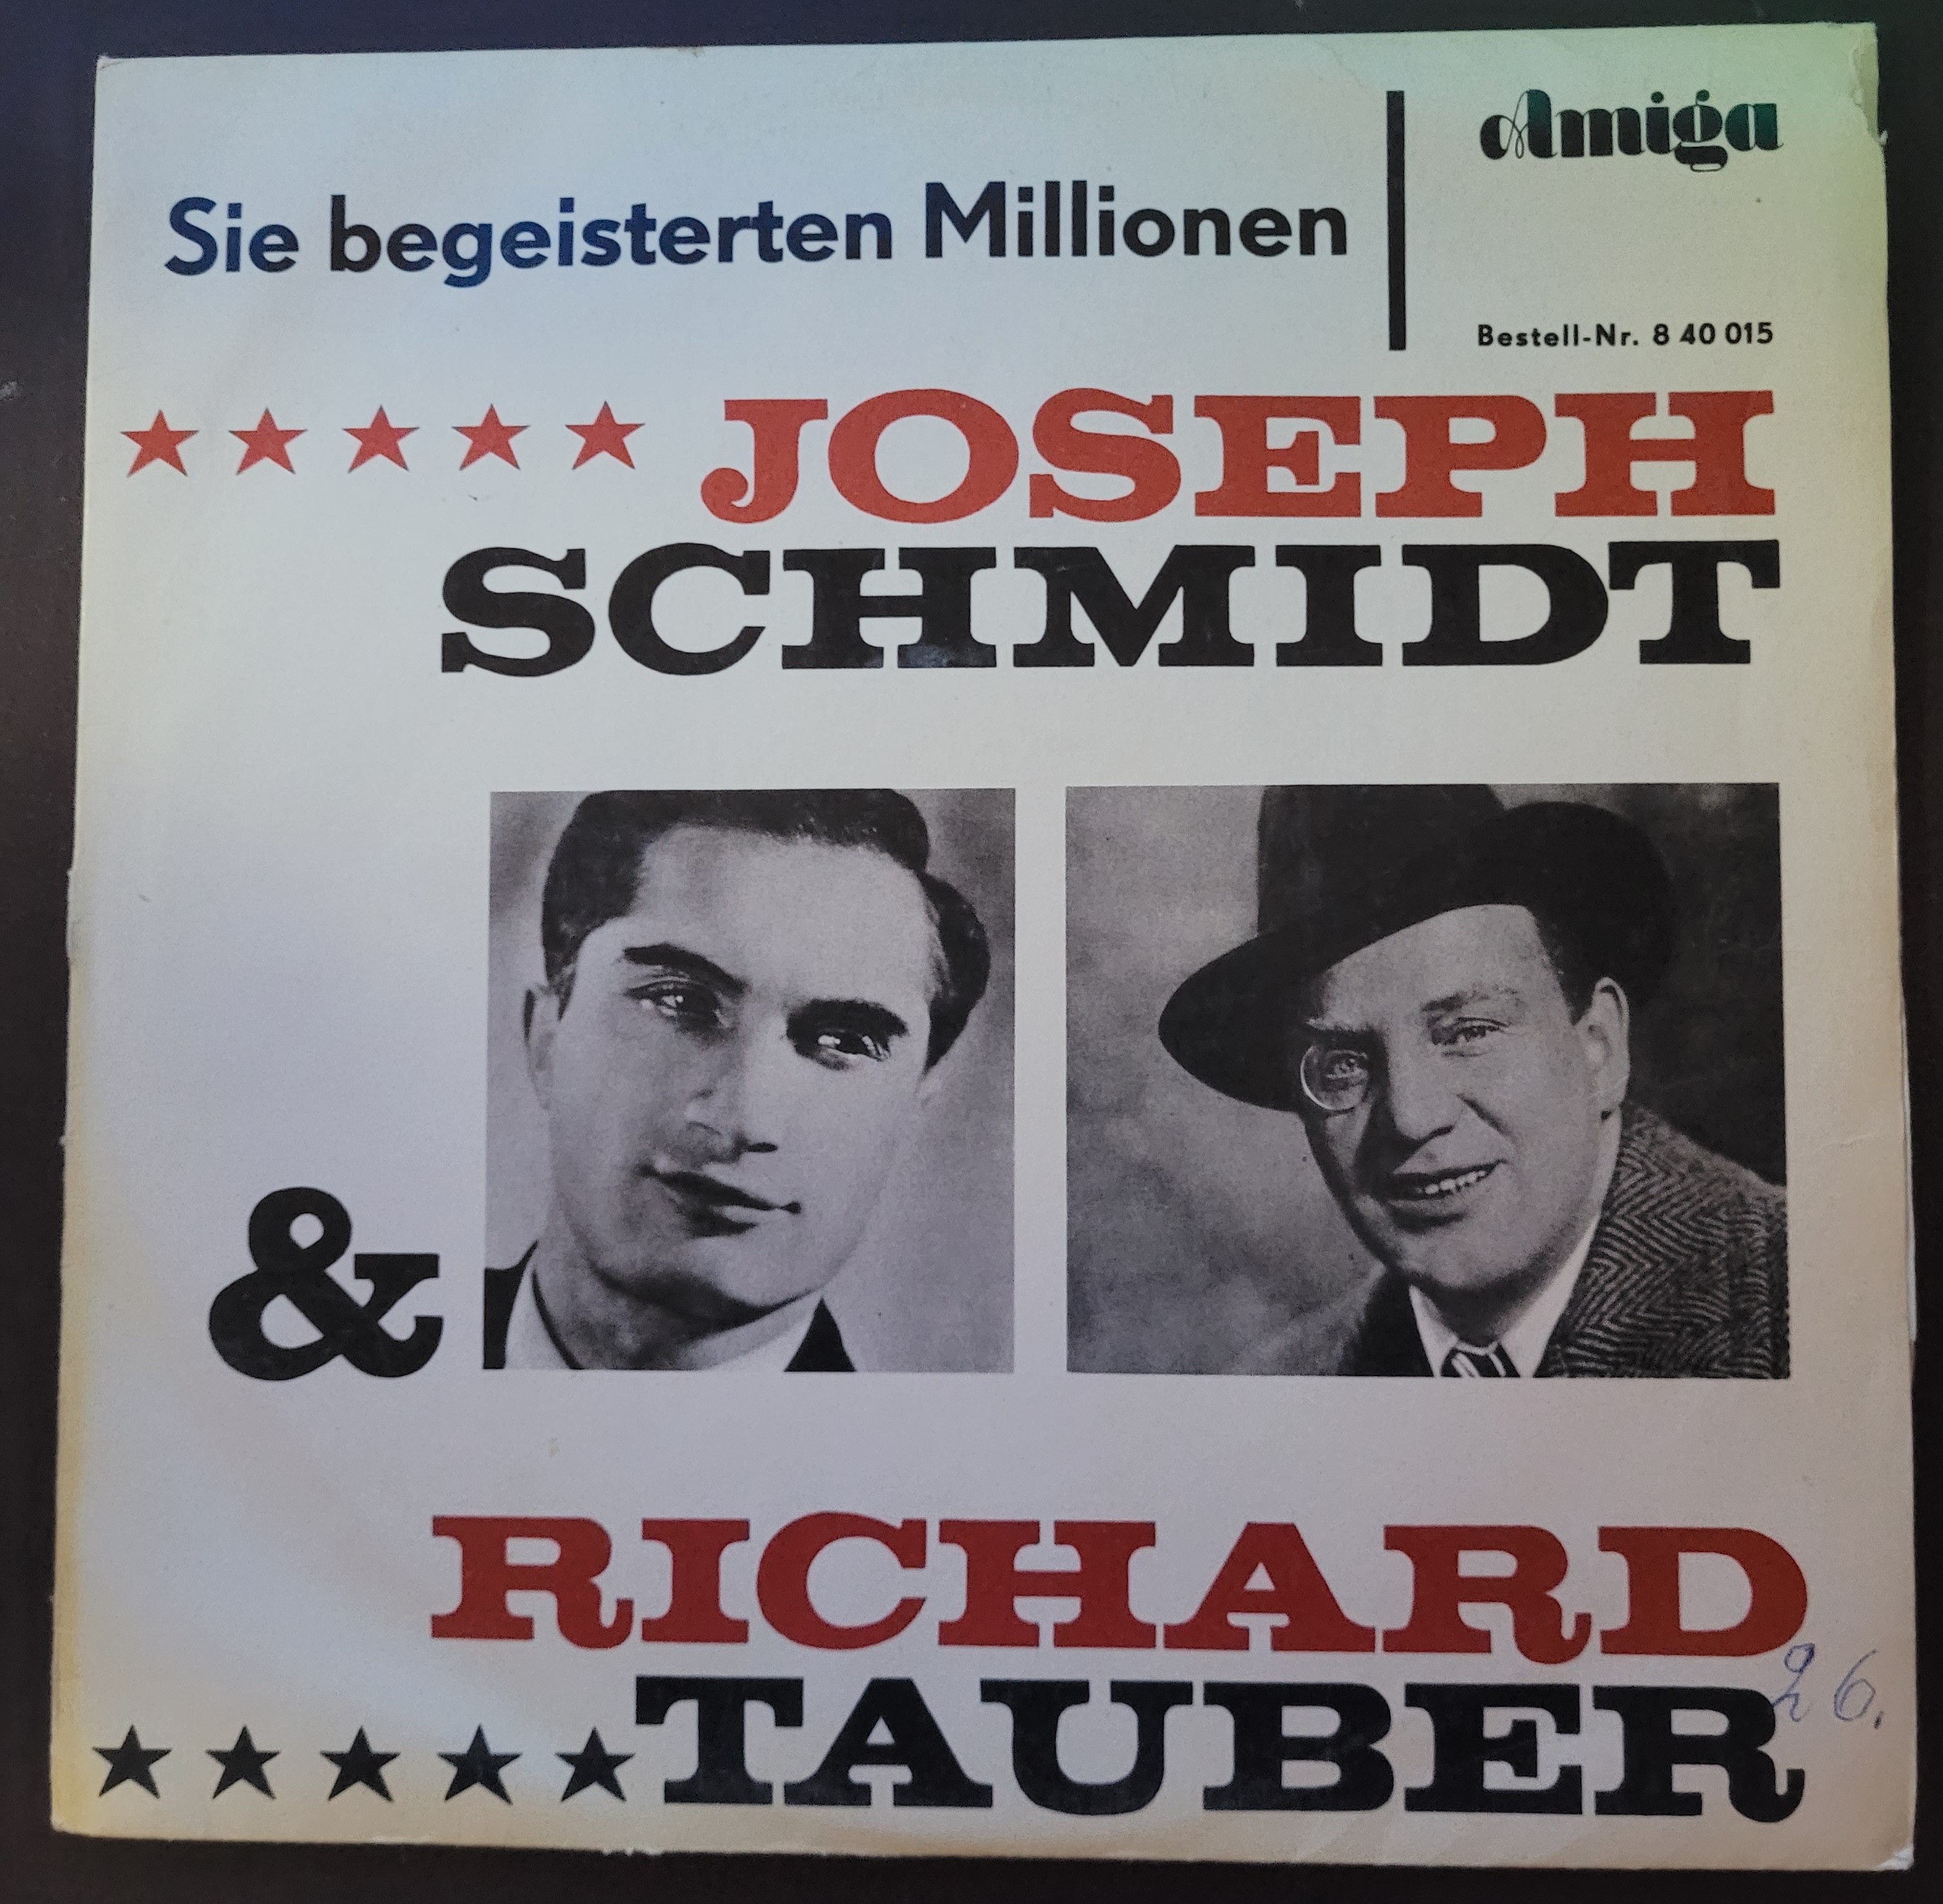 Amiga
Sie begeisterten Millionen
Bestell-Nr. 8 40 015
JOSEPH
SCHMIDT
&
RICHARD
TAUBER
26.